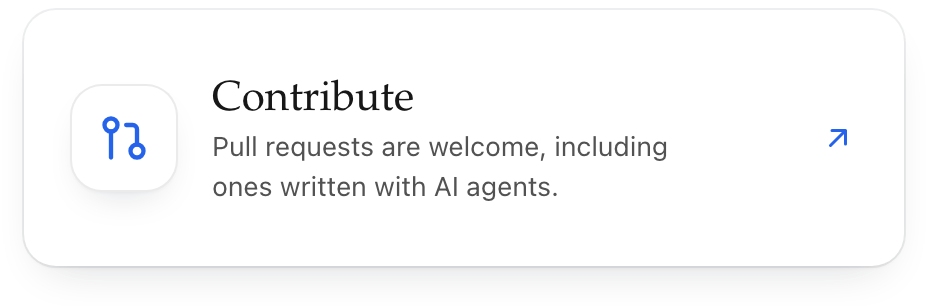 Contribute
Pull requests are welcome, including
ones written with AI agents.